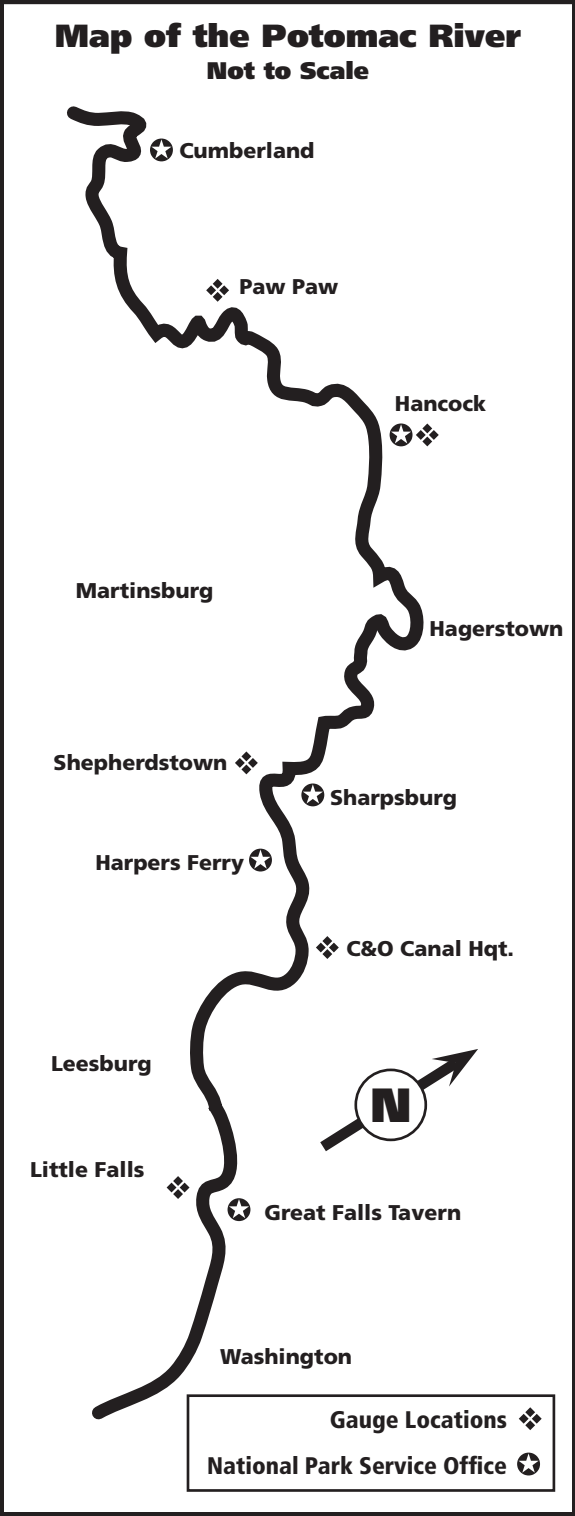 Map of the Potomac River
Not to Scale
Cumberland
Paw Paw
Hancock
Martinsburg
Hagerstown
Shepherdstown
Sharpsburg
Harpers Ferry
C&O Canal Hqt.
Leesburg
N
Little Falls
Great Falls Tavern
Washington
Gauge Locations
National Park Service Office